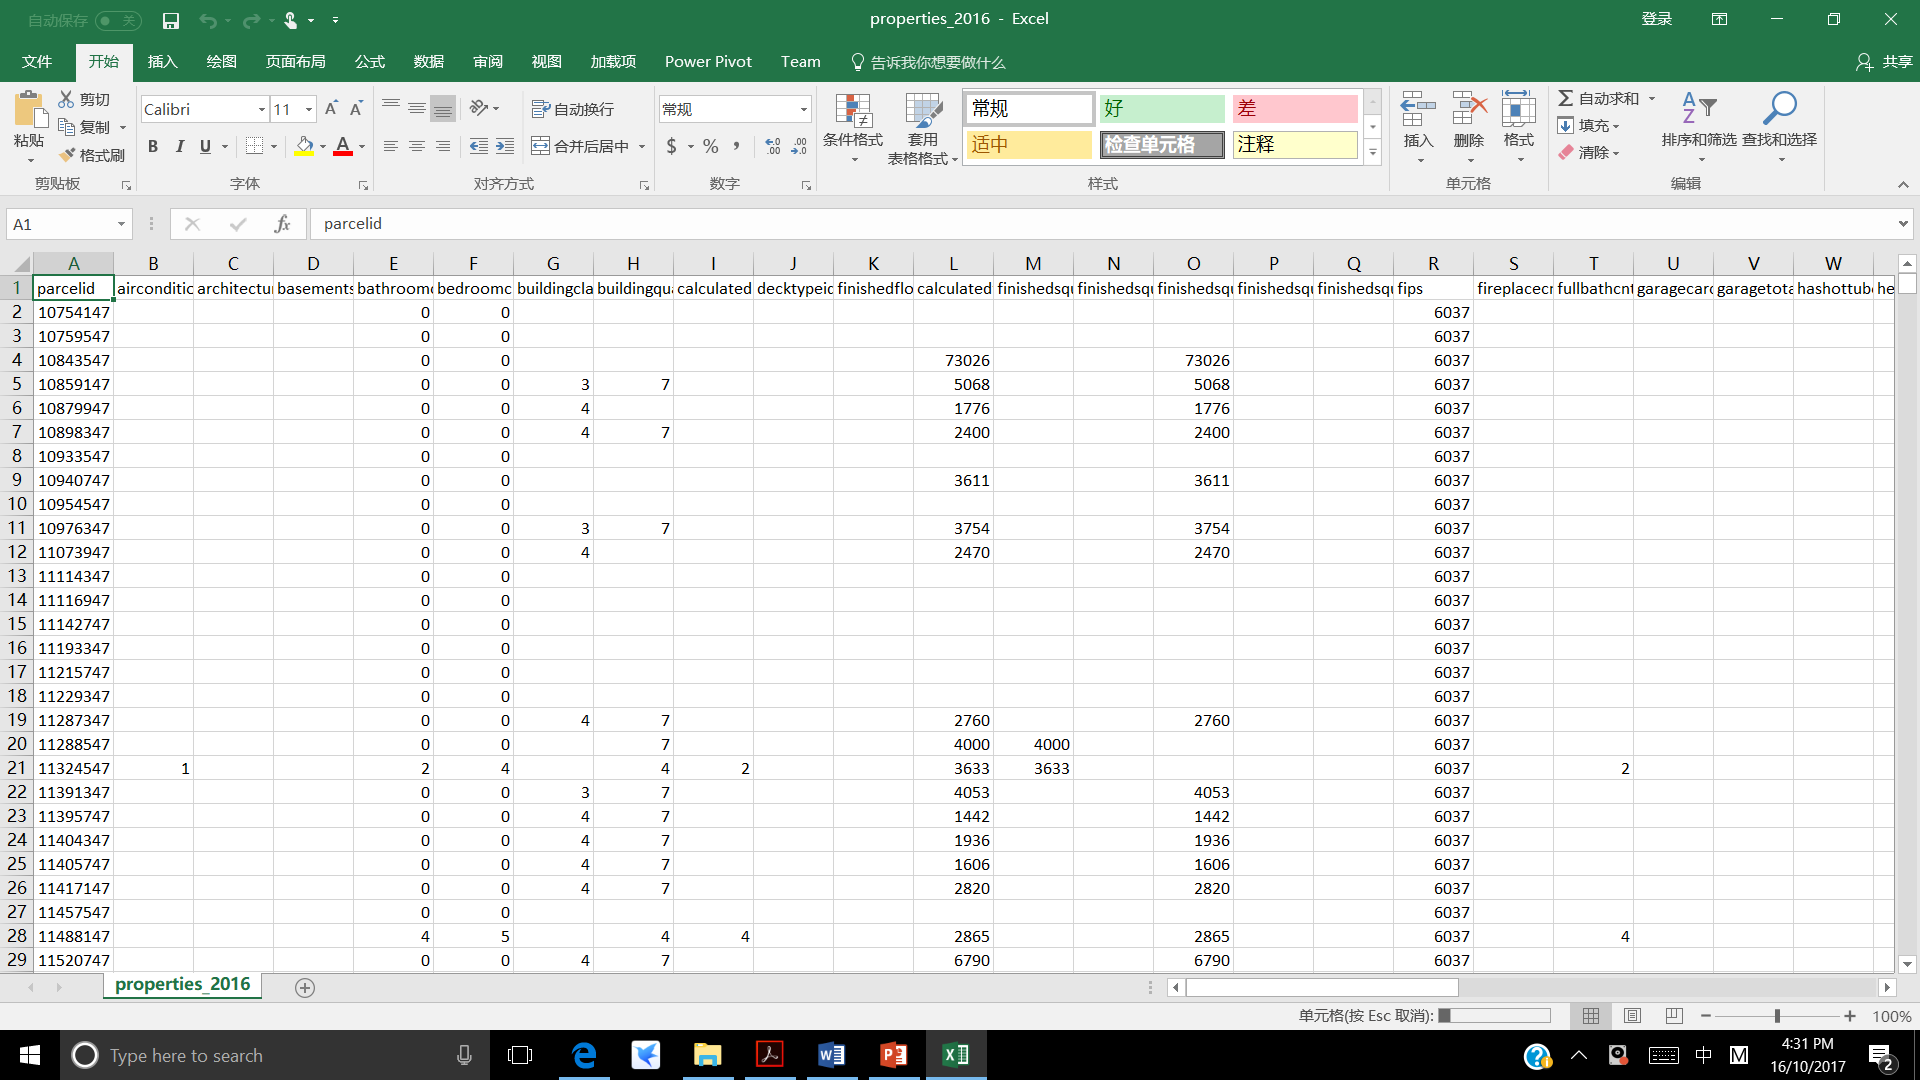 自动保存 关 properties_2016 - Excel 登录
文件 开始 插入 绘图 页面布局 公式 数据 审阅 视图 加载项 Power Pivot Team 告诉我你想要做什么 共享
粘贴 剪切 复制 格式刷 剪贴板
Calibri 11 A A B I U A 字体
自动换行 合并后居中 对齐方式
常规 $ % , .00 .0 数字
条件格式 套用 表格格式
常规 好 差
适中 检查单元格 注释
样式
插入 删除 格式 单元格
自动求和 填充 清除 排序和筛选 查找和选择 编辑
A1 fx parcelid
A B C D E F G H I J K L M N O P Q R S T U V W
1 parcelid airconditic architectur basements bathroomc bedroomc buildingcla buildingqua calculated decktypeid finishedflo calculated finishedsqu finishedsqu finishedsqu finishedsqu finishedsqu fips fireplacecr fullbathcnt garagecarc garagetota hashottub he
2 10754147 0 0 6037
3 10759547 0 0 6037
4 10843547 0 0 73026 73026 6037
5 10859147 0 0 3 7 5068 5068 6037
6 10879947 0 0 4 1776 1776 6037
7 10898347 0 0 4 7 2400 2400 6037
8 10933547 0 0 6037
9 10940747 0 0 3611 3611 6037
10 10954547 0 0 6037
11 10976347 0 0 3 7 3754 3754 6037
12 11073947 0 0 4 2470 2470 6037
13 11114347 0 0 6037
14 11116947 0 0 6037
15 11142747 0 0 6037
16 11193347 0 0 6037
17 11215747 0 0 6037
18 11229347 0 0 6037
19 11287347 0 0 4 7 2760 2760 6037
20 11288547 0 0 7 4000 4000 6037
21 11324547 1 2 4 4 2 3633 3633 6037 2
22 11391347 0 0 3 7 4053 4053 6037
23 11395747 0 0 4 7 1442 1442 6037
24 11404347 0 0 4 7 1936 1936 6037
25 11405747 0 0 4 7 1606 1606 6037
26 11417147 0 0 4 7 2820 2820 6037
27 11457547 0 0 6037
28 11488147 4 5 4 4 2865 2865 6037 4
29 11520747 0 0 4 7 6790 6790 6037
properties_2016
单元格(按 Esc 取消): 100%
Type here to search 中 M 4:31 PM
16/10/2017 2